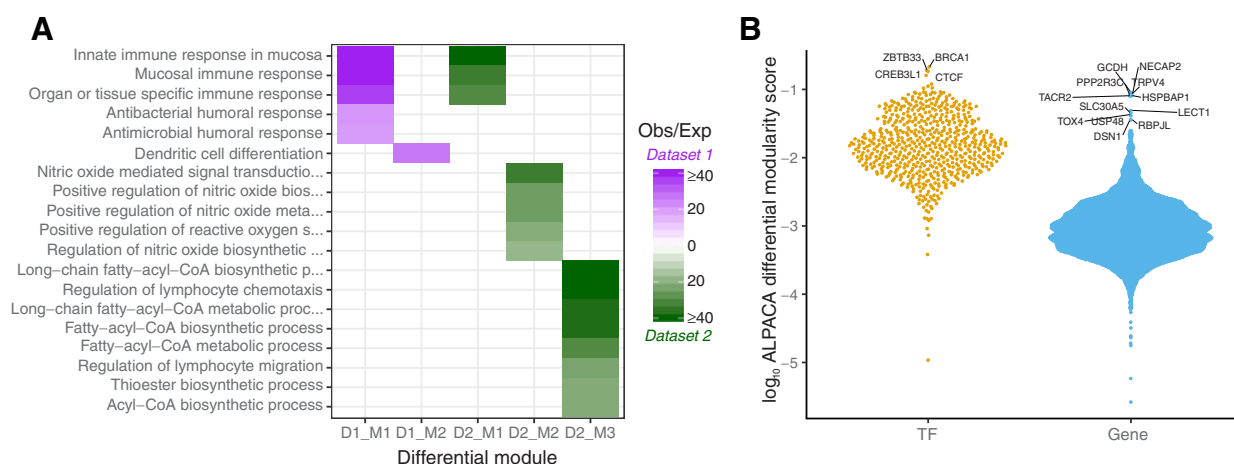 A
Innate immune response in mucosa
Mucosal immune response
Organ or tissue specific immune response
Antibacterial humoral response
Antimicrobial humoral response
Dendritic cell differentiation
Nitric oxide mediated signal transductio...
Positive regulation of nitric oxide bios...
Positive regulation of nitric oxide meta...
Positive regulation of reactive oxygen s...
Regulation of nitric oxide biosynthetic ...
Long−chain fatty−acyl−CoA biosynthetic p...
Regulation of lymphocyte chemotaxis
Long−chain fatty−acyl−CoA metabolic proc...
Fatty−acyl−CoA biosynthetic process
Fatty−acyl−CoA metabolic process
Regulation of lymphocyte migration
Thioester biosynthetic process
Acyl−CoA biosynthetic process
D1_M1 D1_M2 D2_M1 D2_M2 D2_M3
Differential module
Obs/Exp
Dataset 1
≥40
20
0
20
≥40
Dataset 2
B
log₁₀ ALPACA differential modularity score
−1
−2
−3
−4
−5
ZBTB33 BRCA1
CREB3L1 CTCF
GCDH NECAP2
PPP2R3C TRPV4
TACR2 HSPBAP1
SLC30A5 LECT1
TOX4 USP48 RBPJL
DSN1
TF Gene